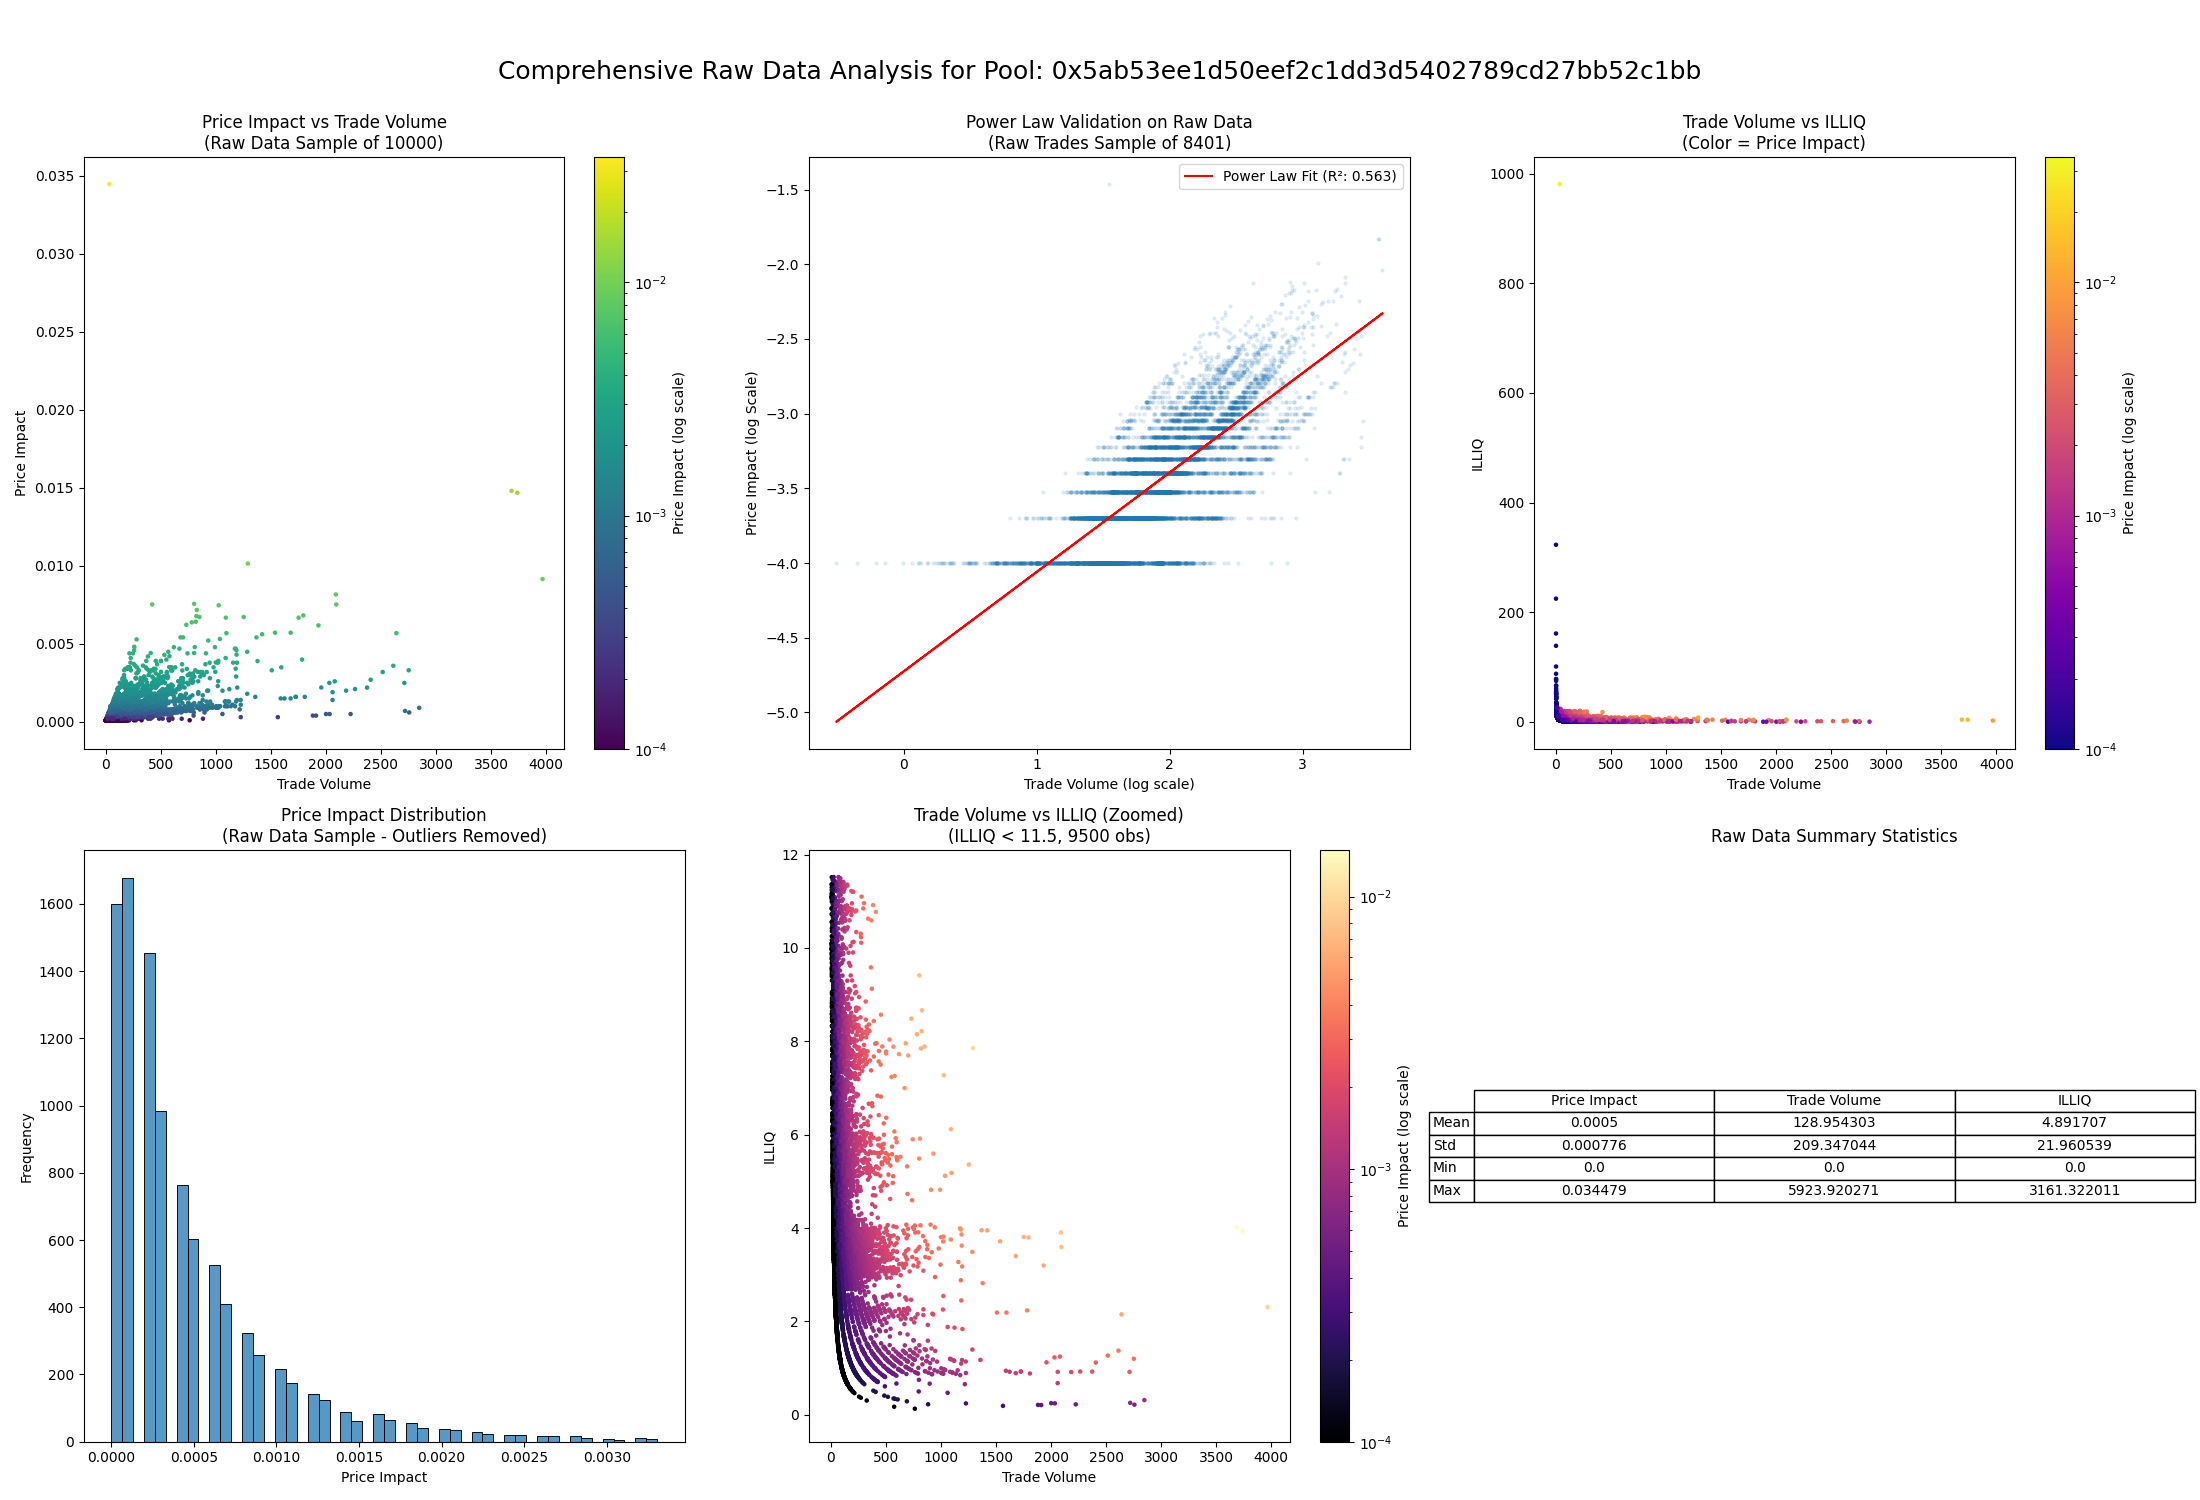 Comprehensive Raw Data Analysis for Pool: 0x5ab53ee1d50eef2c1dd3d5402789cd27bb52c1bb
Price Impact vs Trade Volume
(Raw Data Sample of 10000)
Price Impact
0.035
0.030
0.025
0.020
0.015
0.010
0.005
0.000
0 500 1000 1500 2000 2500 3000 3500 4000
Trade Volume
10⁻²
10⁻³
10⁻⁴
Price Impact (log scale)
Power Law Validation on Raw Data
(Raw Trades Sample of 8401)
Power Law Fit (R²: 0.563)
Price Impact (log Scale)
−1.5
−2.0
−2.5
−3.0
−3.5
−4.0
−4.5
−5.0
0 1 2 3
Trade Volume (log scale)
Trade Volume vs ILLIQ
(Color = Price Impact)
ILLIQ
1000
800
600
400
200
0
0 500 1000 1500 2000 2500 3000 3500 4000
Trade Volume
10⁻²
10⁻³
10⁻⁴
Price Impact (log scale)
Price Impact Distribution
(Raw Data Sample - Outliers Removed)
Frequency
1600
1400
1200
1000
800
600
400
200
0
0.0000 0.0005 0.0010 0.0015 0.0020 0.0025 0.0030
Price Impact
Trade Volume vs ILLIQ (Zoomed)
(ILLIQ < 11.5, 9500 obs)
ILLIQ
12
10
8
6
4
2
0
0 500 1000 1500 2000 2500 3000 3500 4000
Trade Volume
10⁻²
10⁻³
10⁻⁴
Price Impact (log scale)
Raw Data Summary Statistics
Price Impact Trade Volume ILLIQ
Mean 0.0005 128.954303 4.891707
Std 0.000776 209.347044 21.960539
Min 0.0 0.0 0.0
Max 0.034479 5923.920271 3161.322011